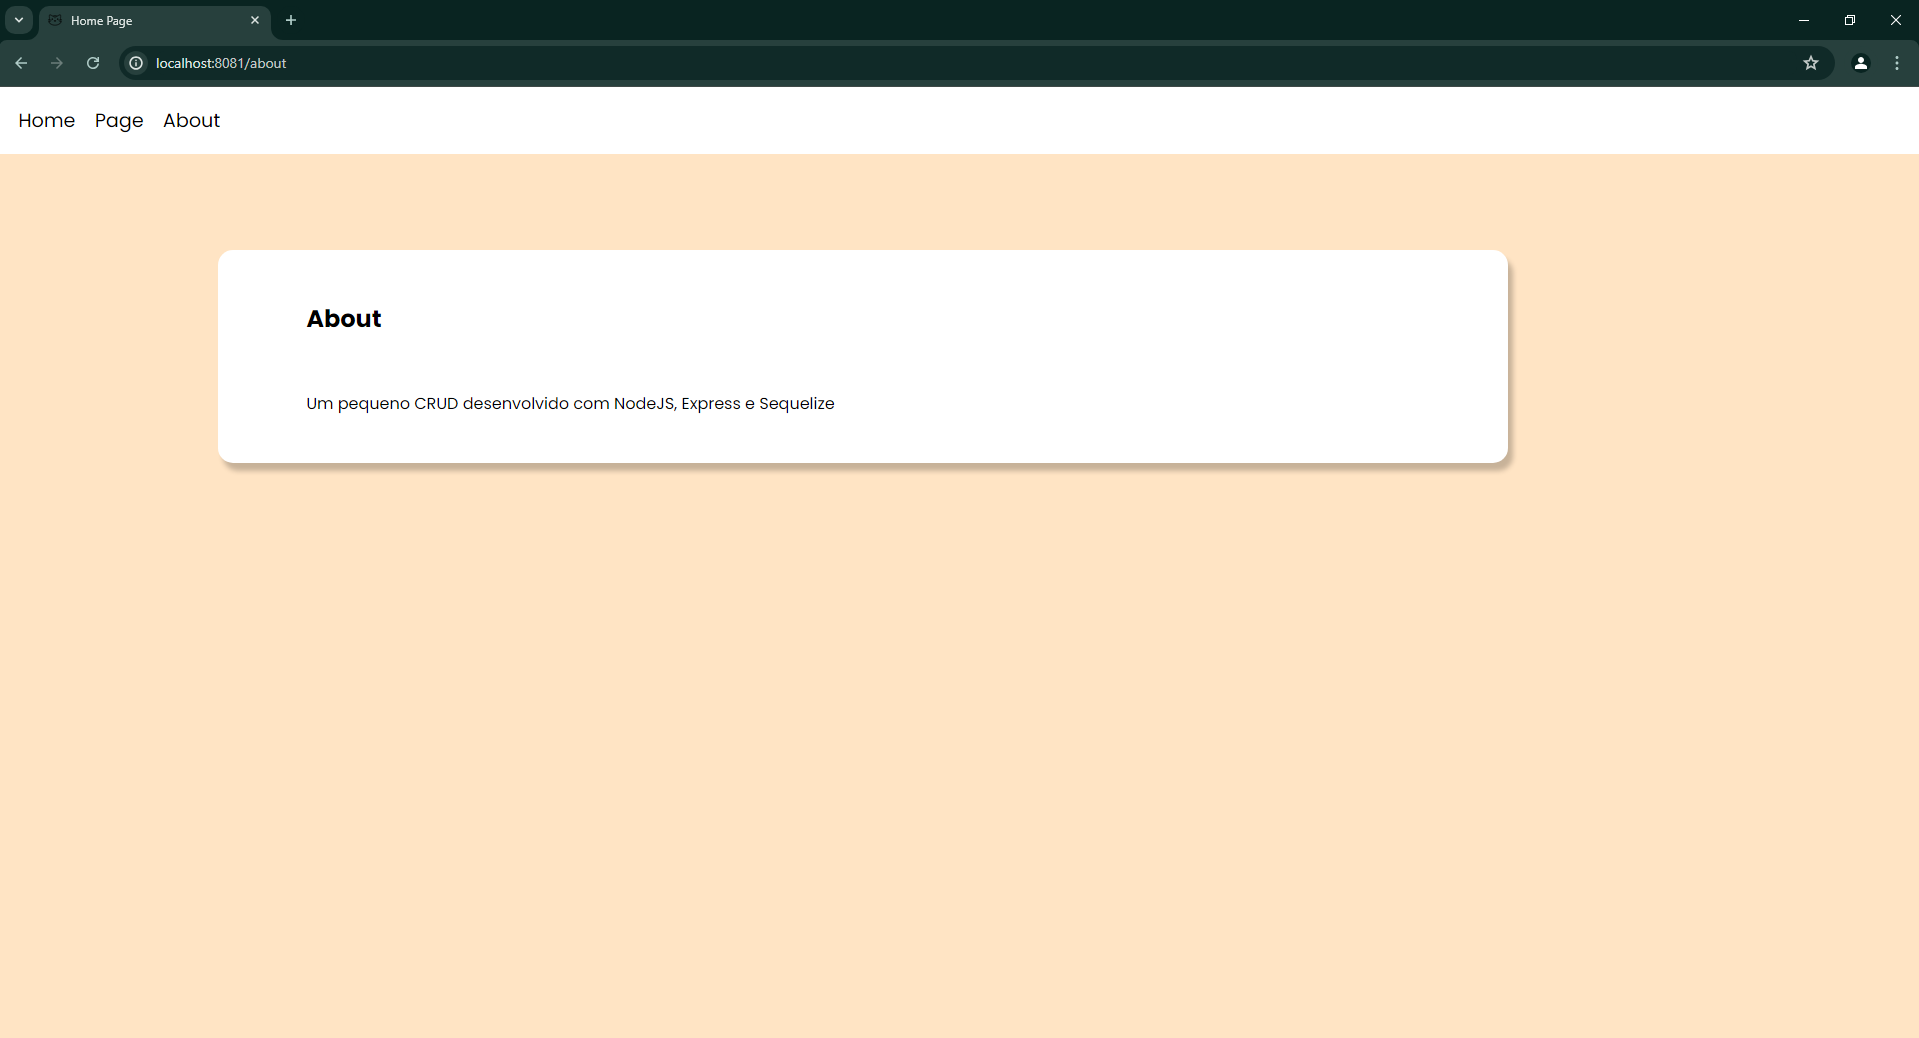 Home Page
localhost:8081/about
Home Page About
About
Um pequeno CRUD desenvolvido com NodeJS, Express e Sequelize